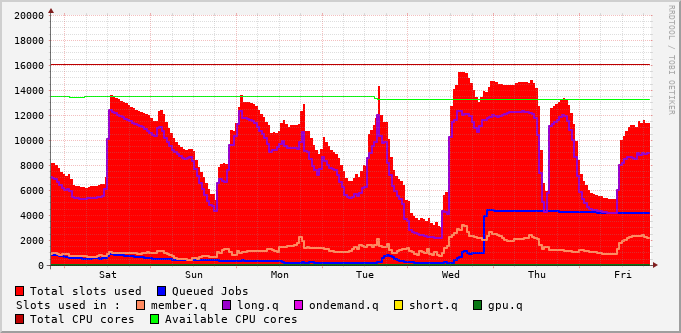 20000
18000
16000
14000
12000
10000
8000
6000
4000
2000
0
Sat Sun Mon Tue Wed Thu Fri
RRDTOOL / TOBI OETIKER
Total slots used Queued Jobs
Slots used in : member.q long.q ondemand.q short.q gpu.q
Total CPU cores Available CPU cores